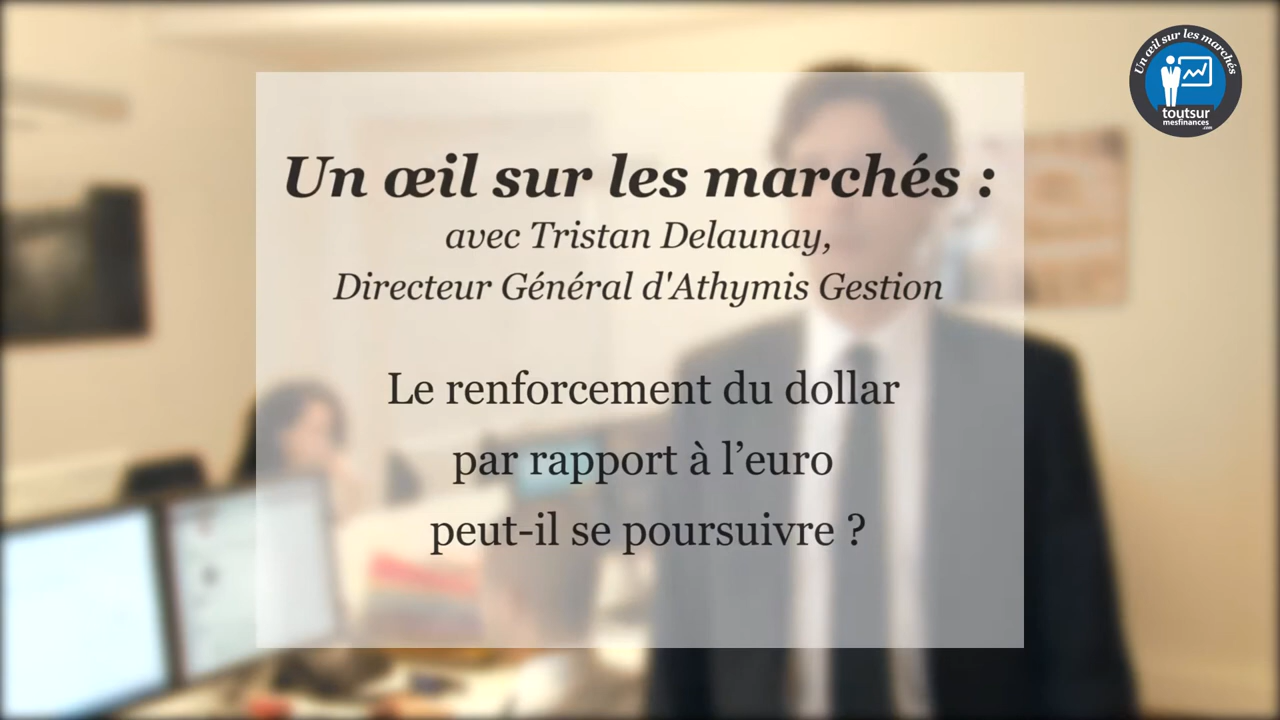 Un œil sur les marchés
toutsur
mesfinances
.com
Un œil sur les marchés :
avec Tristan Delaunay,
Directeur Général d'Athymis Gestion
Le renforcement du dollar
par rapport à l’euro
peut-il se poursuivre ?